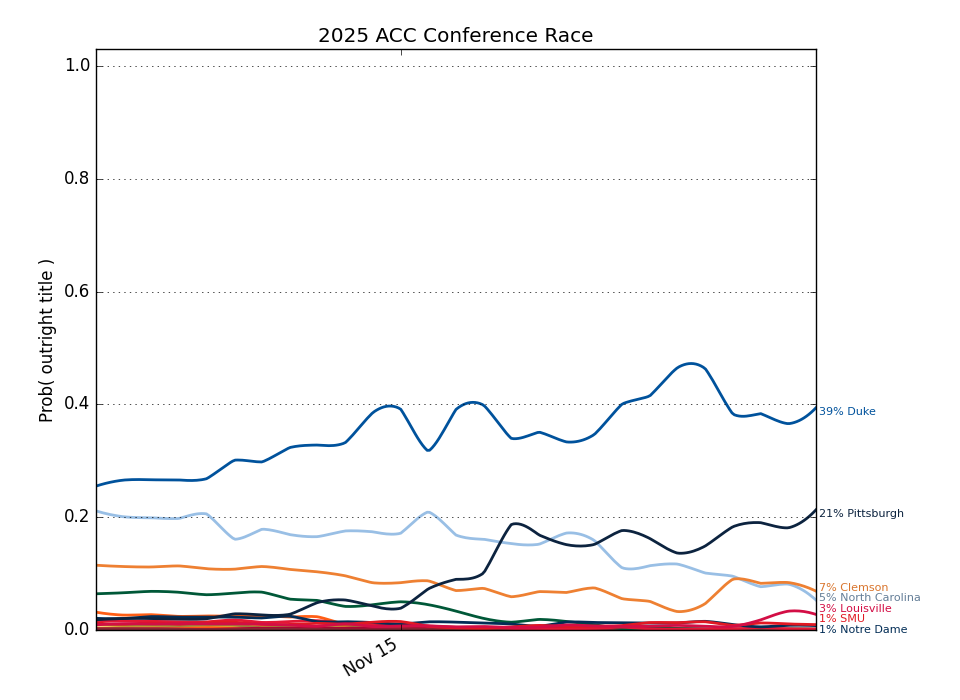 2025 ACC Conference Race
Prob( outright title )
1.0
0.8
0.6
0.4
0.2
0.0
Nov 15
39% Duke
21% Pittsburgh
7% Clemson
5% North Carolina
3% Louisville
1% SMU
1% Notre Dame